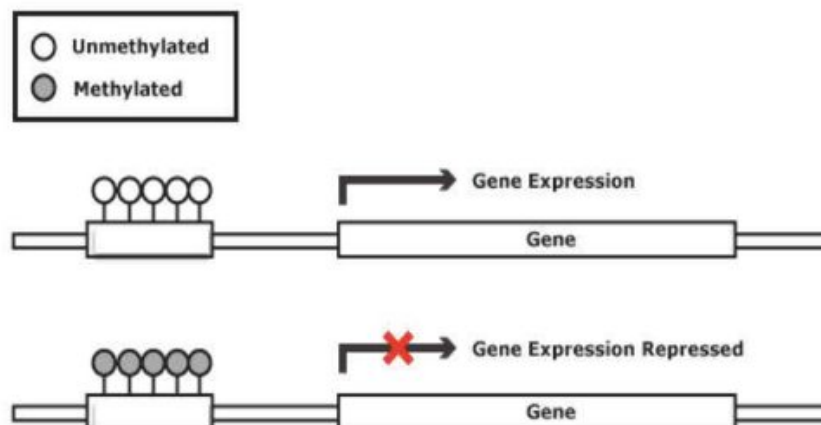 Unmethylated
Methylated
Gene Expression
Gene
Gene Expression Repressed
Gene